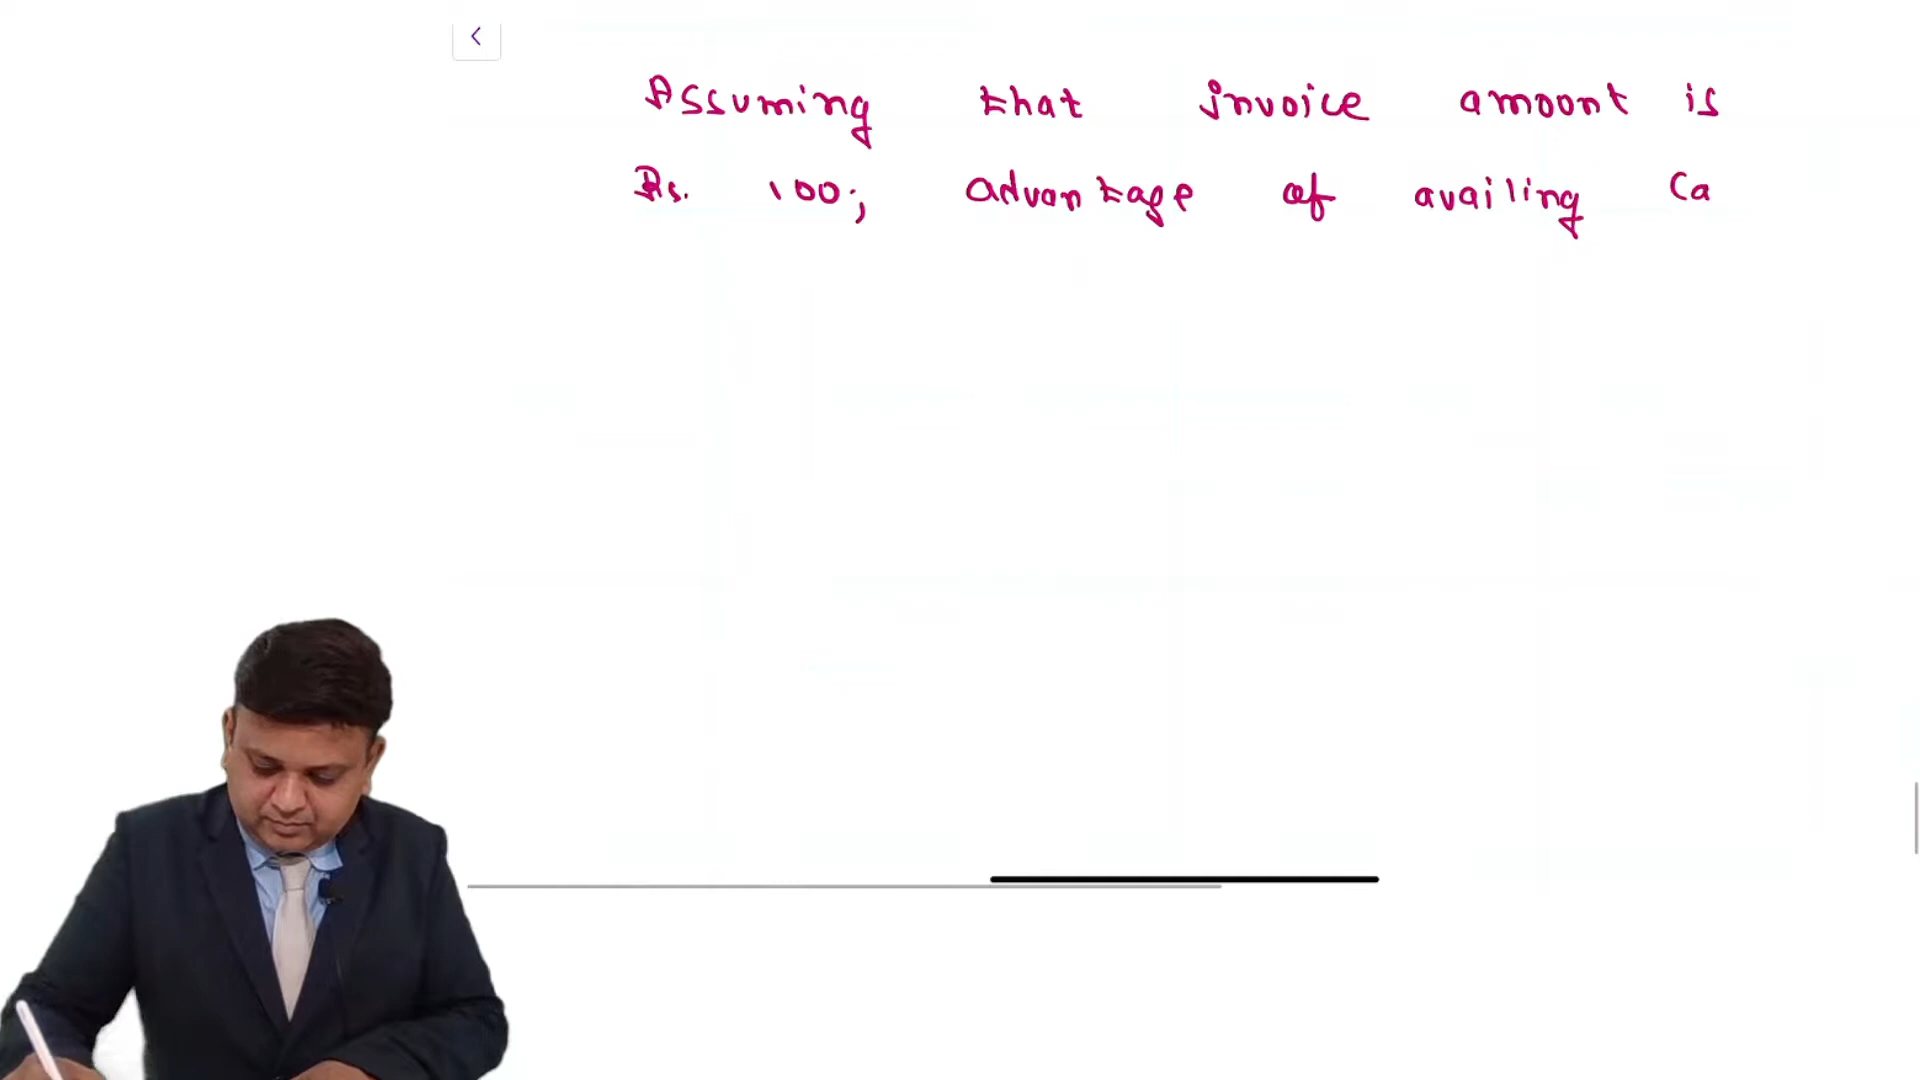 Assuming that invoice amount is
Rs. 100; advantage of availing Ca